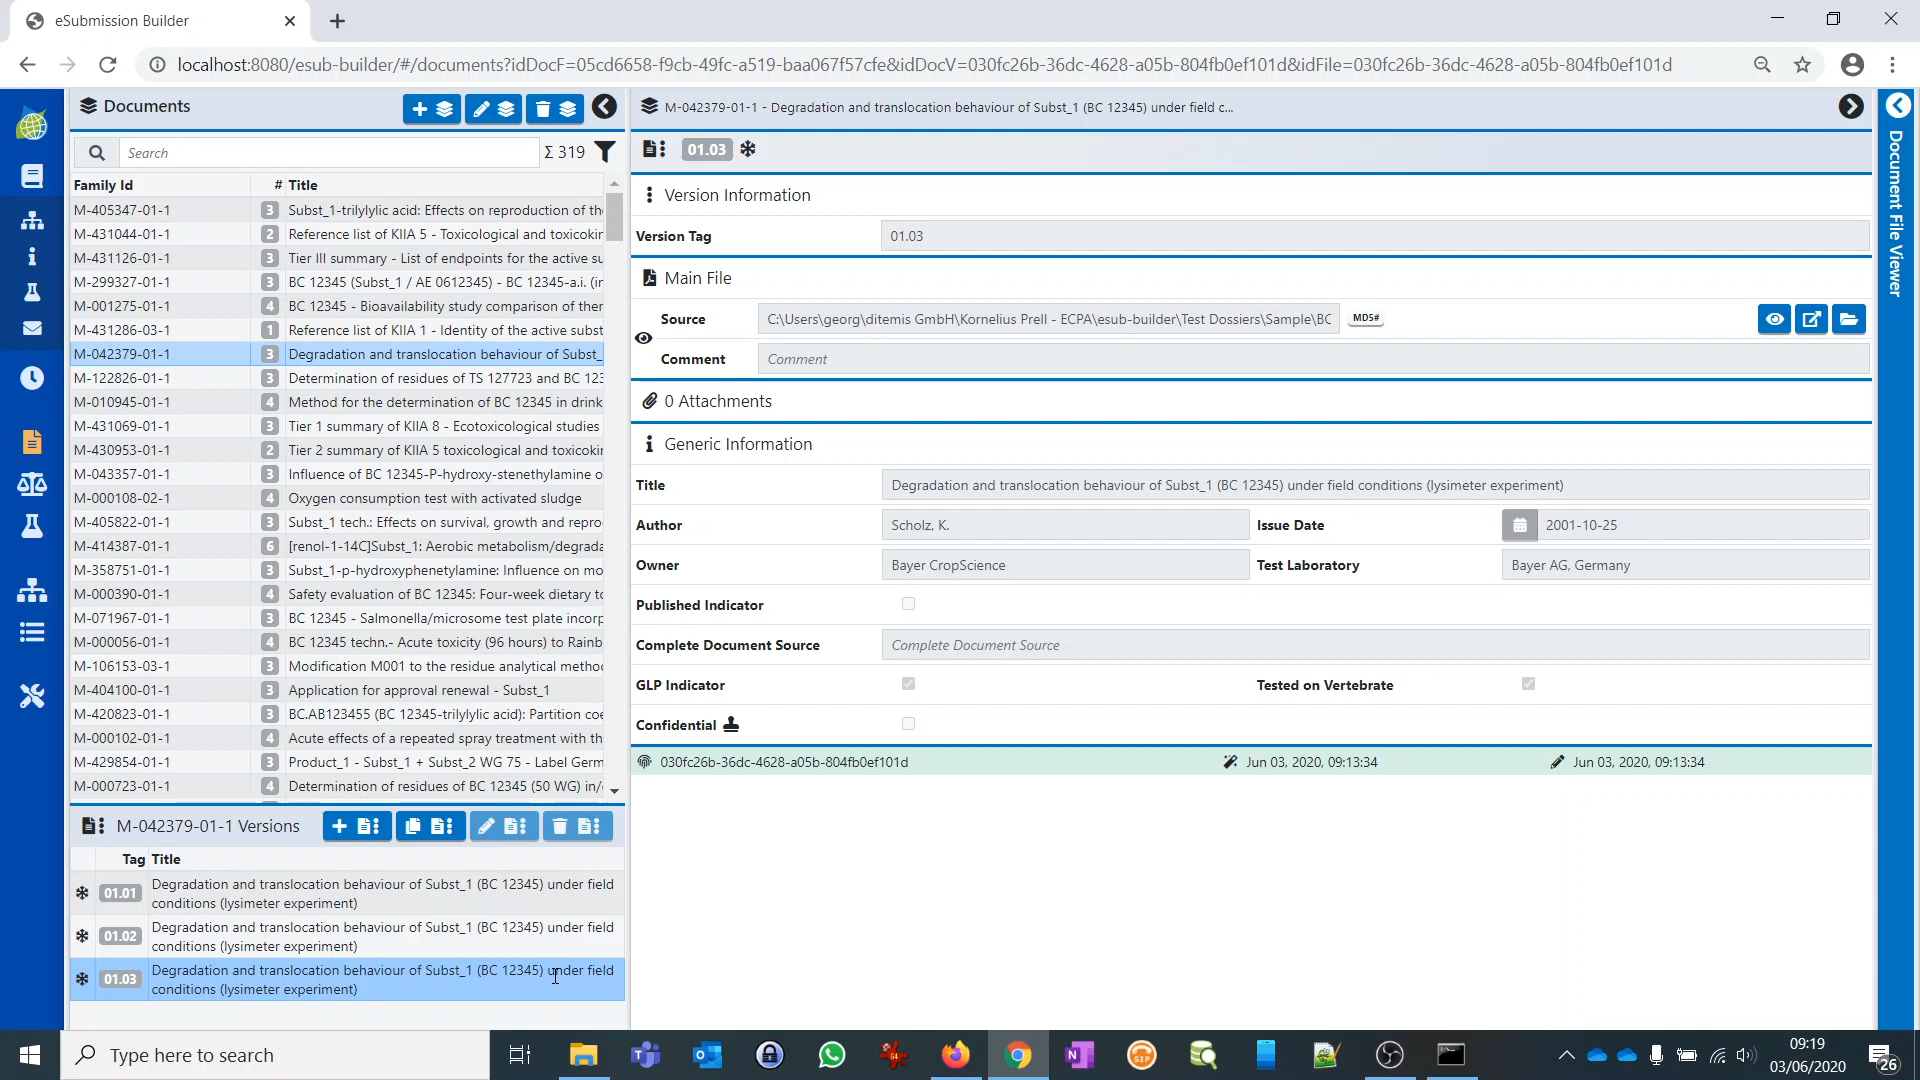 eSubmission Builder
localhost:8080/esub-builder/#/documents?idDocF=05cd6658-f9cb-49fc-a519-baa067f57cfe&idDocV=030fc26b-36dc-4628-a05b-804fb0ef101d&idFile=030fc26b-36dc-4628-a05b-804fb0ef101d
Documents
Search
Σ 319
Family Id # Title
M-405347-01-1 3 Subst_1-trilylylic acid: Effects on reproduction of th
M-431044-01-1 2 Reference list of KIIA 5 - Toxicological and toxicokir
M-431126-01-1 3 Tier III summary - List of endpoints for the active su
M-299327-01-1 3 BC 12345 (Subst_1 / AE 0612345) - BC 12345-a.i. (ir
M-001275-01-1 4 BC 12345 - Bioavailability study comparison of ther
M-431286-03-1 1 Reference list of KIIA 1 - Identity of the active subst
M-042379-01-1 3 Degradation and translocation behaviour of Subst_
M-122826-01-1 3 Determination of residues of TS 127723 and BC 123
M-010945-01-1 4 Method for the determination of BC 12345 in drink
M-431069-01-1 3 Tier 1 summary of KIIA 8 - Ecotoxicological studies
M-430953-01-1 2 Tier 2 summary of KIIA 5 toxicological and toxicokir
M-043357-01-1 3 Influence of BC 12345-P-hydroxy-stenethylamine o
M-000108-02-1 4 Oxygen consumption test with activated sludge
M-405822-01-1 3 Subst_1 tech.: Effects on survival, growth and repro
M-414387-01-1 6 [renol-1-14C]Subst_1: Aerobic metabolism/degrada
M-358751-01-1 3 Subst_1-p-hydroxyphenetylamine: Influence on mo
M-000390-01-1 4 Safety evaluation of BC 12345: Four-week dietary to
M-071967-01-1 3 BC 12345 - Salmonella/microsome test plate incorp
M-000056-01-1 4 BC 12345 techn.- Acute toxicity (96 hours) to Rainb
M-106153-03-1 3 Modification M001 to the residue analytical metho
M-404100-01-1 3 Application for approval renewal - Subst_1
M-420823-01-1 3 BC.AB123455 (BC 12345-trilylylic acid): Partition coe
M-000102-01-1 4 Acute effects of a repeated spray treatment with th
M-429854-01-1 3 Product_1 - Subst_1 + Subst_2 WG 75 - Label Germ
M-000723-01-1 4 Determination of residues of BC 12345 (50 WG) in/
M-042379-01-1 Versions
Tag Title
01.01 Degradation and translocation behaviour of Subst_1 (BC 12345) under field
conditions (lysimeter experiment)
01.02 Degradation and translocation behaviour of Subst_1 (BC 12345) under field
conditions (lysimeter experiment)
01.03 Degradation and translocation behaviour of Subst_1 (BC 12345) under field
conditions (lysimeter experiment)
M-042379-01-1 - Degradation and translocation behaviour of Subst_1 (BC 12345) under field c...
01.03
Version Information
Version Tag 01.03
Main File
Source C:\Users\georg\ditemis GmbH\Kornelius Prell - ECPA\esub-builder\Test Dossiers\Sample\BC MD5#
Comment Comment
0 Attachments
Generic Information
Title Degradation and translocation behaviour of Subst_1 (BC 12345) under field conditions (lysimeter experiment)
Author Scholz, K. Issue Date 2001-10-25
Owner Bayer CropScience Test Laboratory Bayer AG, Germany
Published Indicator
Complete Document Source Complete Document Source
GLP Indicator Tested on Vertebrate
Confidential
030fc26b-36dc-4628-a05b-804fb0ef101d Jun 03, 2020, 09:13:34 Jun 03, 2020, 09:13:34
Document File Viewer
Type here to search
64
SIP
09:19
03/06/2020
26